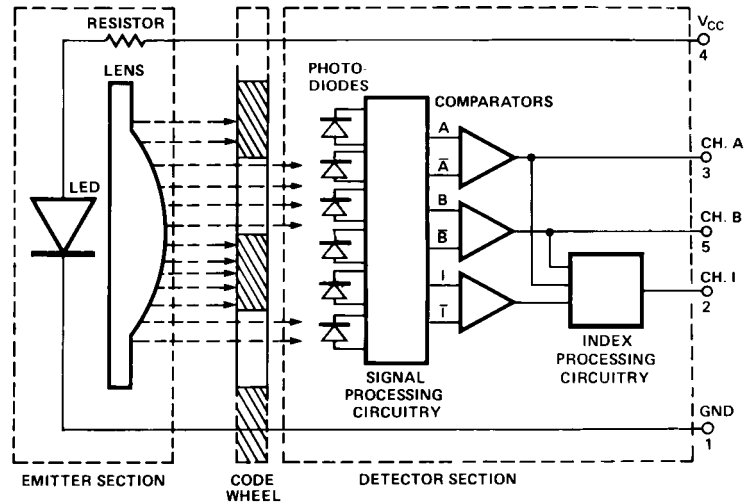 RESISTOR
LENS
LED
PHOTO-
DIODES
COMPARATORS
A
A̅
B
B̅
I
I̅
VCC
4
CH. A
3
CH. B
5
CH. I
2
GND
1
SIGNAL
PROCESSING
CIRCUITRY
INDEX
PROCESSING
CIRCUITRY
EMITTER SECTION
CODE
WHEEL
DETECTOR SECTION